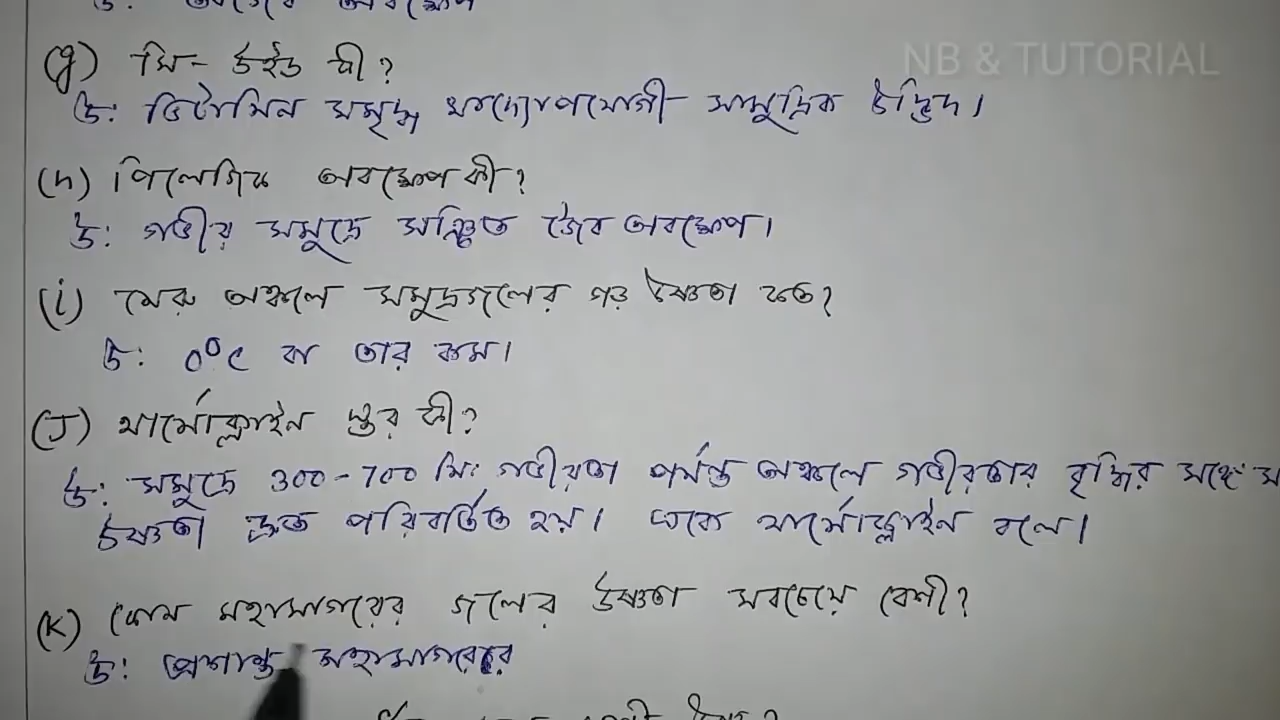 NB & TUTORIAL
(g) সি-উইড কী?
উ: ভিটামিন সমৃদ্ধ খাদ্যোপযোগী সামুদ্রিক উদ্ভিদ।
(h) পিলেজিক অবক্ষেপ কী?
উ: গভীর সমুদ্রে সঞ্চিত জৈব অবক্ষেপ।
(i) মেরু অঞ্চলে সমুদ্রজলের গড় উষ্ণতা কত?
উ: 0°C বা তার কম।
(J) থার্মোক্লাইন স্তর কী?
উ: সমুদ্রে 300-700 মি: গভীরতা পর্যন্ত অঞ্চলে গভীরতার বৃদ্ধির সঙ্গে স
উষ্ণতা দ্রুত পরিবর্তিত হয়। একে থার্মোক্লাইন বলে।
(K) কোন মহাসাগরের জলের উষ্ণতা সবচেয়ে বেশী?
উ: প্রশান্ত মহাসাগরের